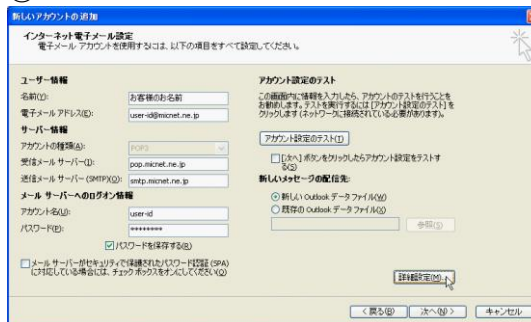 新しいアカウントの追加
インターネット電子メール設定
電子メール アカウントを使用するには、以下の項目をすべて設定してください。
ユーザー情報
名前(Y):
お客様のお名前
電子メール アドレス(E):
user-id@micnet.ne.jp
サーバー情報
アカウントの種類(A):
POP3
受信メール サーバー(I):
pop.micnet.ne.jp
送信メール サーバー (SMTP)(O):
smtp.micnet.ne.jp
メール サーバーへのログオン情報
アカウント名(U):
user-id
パスワード(P):
********
パスワードを保存する(R)
メール サーバーがセキュリティで保護されたパスワード認証 (SPA)
に対応している場合には、チェック ボックスをオンにしてください(Q)
アカウント設定のテスト
この画面内に情報を入力したら、アカウントのテストを行うことを
お勧めします。テストを実行するには [アカウント設定のテスト] を
クリックします (ネットワークに接続されている必要があります)。
アカウント設定のテスト(T)
[次へ] ボタンをクリックしたらアカウント設定をテストす
る(S)
新しいメッセージの配信先:
新しい Outlook データ ファイル(W)
既存の Outlook データ ファイル(X)
参照(S)
詳細設定(M)...
< 戻る(B)
次へ(N) >
キャンセル